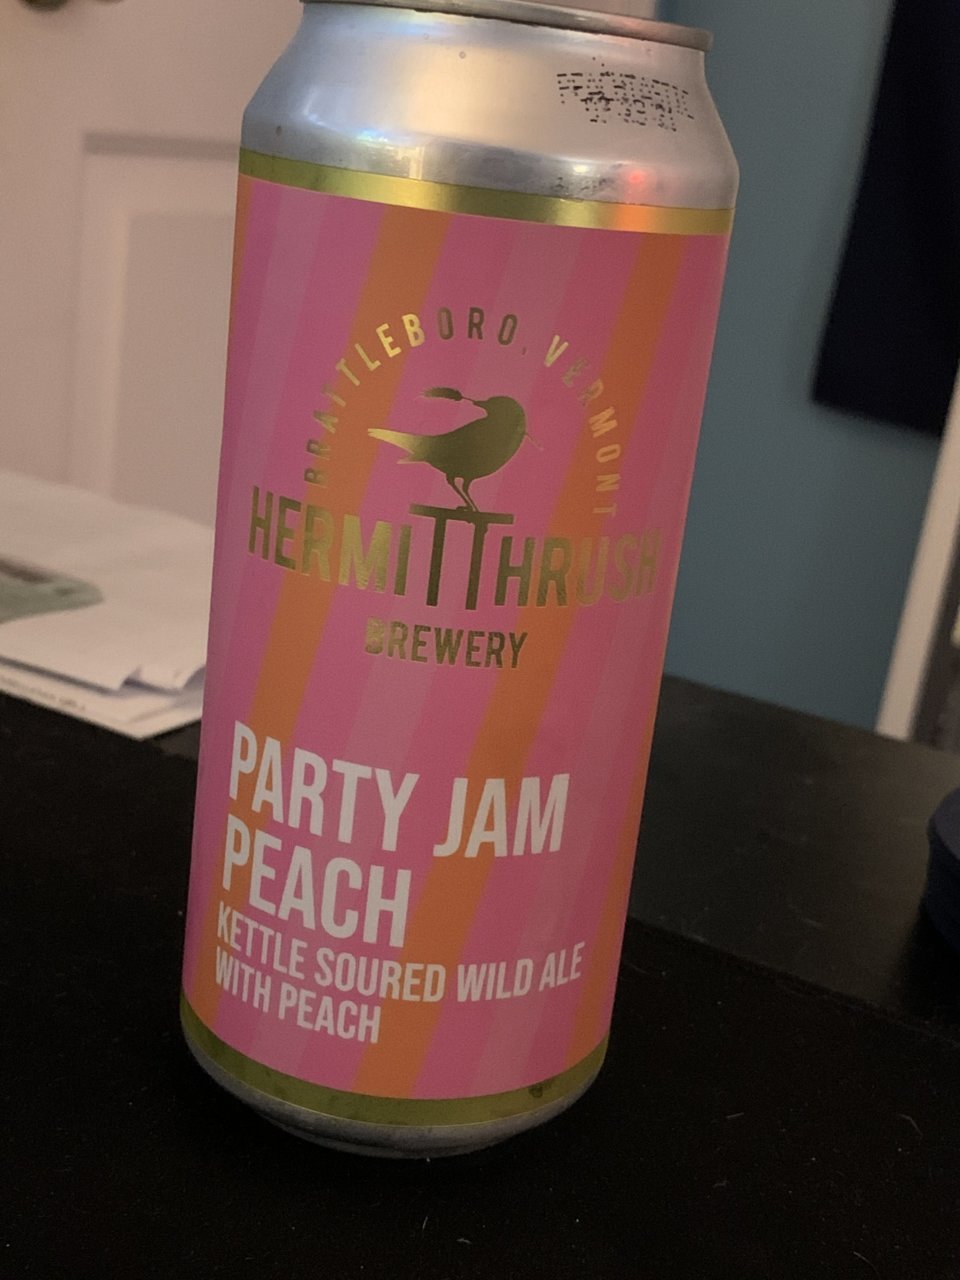 BRATTLEBORO, VERMONT
HERMIT THRUSH
BREWERY
PARTY JAM
PEACH
KETTLE SOURED WILD ALE
WITH PEACH